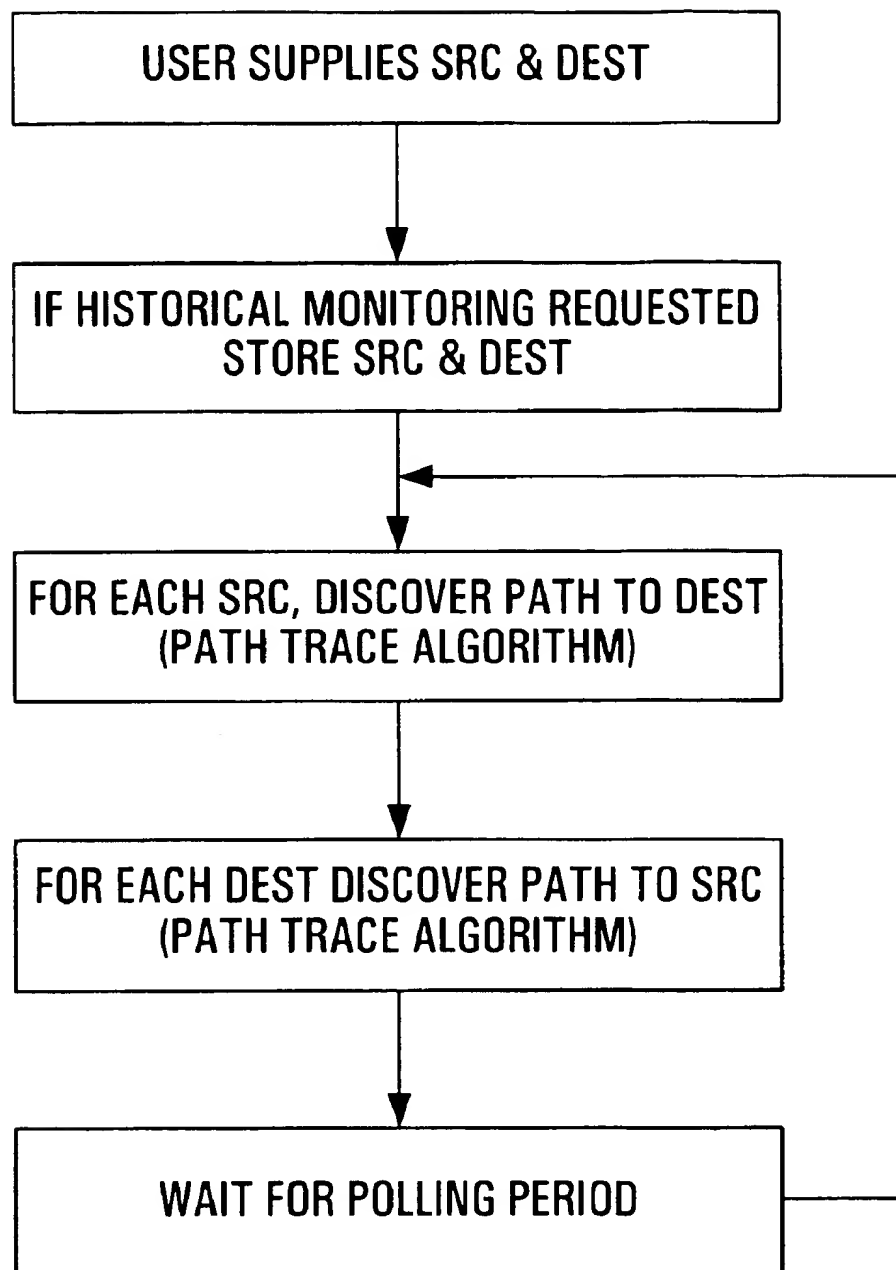 USER SUPPLIES SRC & DEST
IF HISTORICAL MONITORING REQUESTED
STORE SRC & DEST
FOR EACH SRC, DISCOVER PATH TO DEST
(PATH TRACE ALGORITHM)
FOR EACH DEST DISCOVER PATH TO SRC
(PATH TRACE ALGORITHM)
WAIT FOR POLLING PERIOD